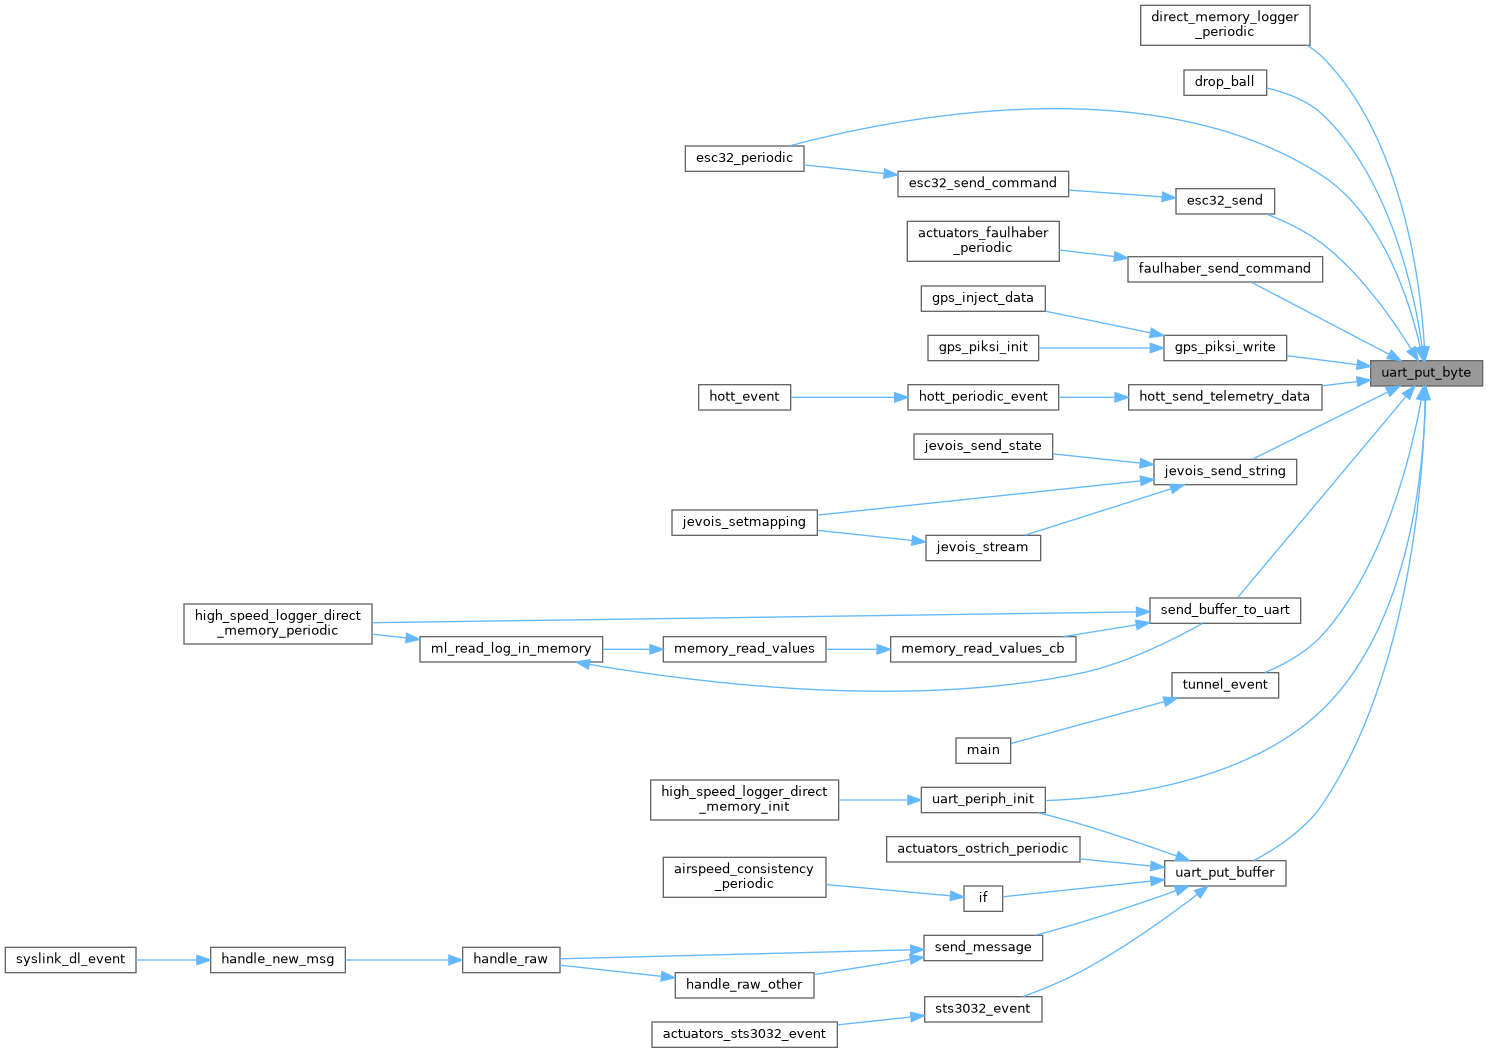 direct_memory_logger
_periodic
drop_ball
esc32_periodic
esc32_send_command
esc32_send
actuators_faulhaber
_periodic
faulhaber_send_command
gps_inject_data
gps_piksi_init
gps_piksi_write
uart_put_byte
hott_event
hott_periodic_event
hott_send_telemetry_data
jevois_send_state
jevois_send_string
jevois_setmapping
jevois_stream
high_speed_logger_direct
_memory_periodic
send_buffer_to_uart
ml_read_log_in_memory
memory_read_values
memory_read_values_cb
tunnel_event
main
high_speed_logger_direct
_memory_init
uart_periph_init
actuators_ostrich_periodic
airspeed_consistency
_periodic
uart_put_buffer
if
send_message
syslink_dl_event
handle_new_msg
handle_raw
handle_raw_other
sts3032_event
actuators_sts3032_event